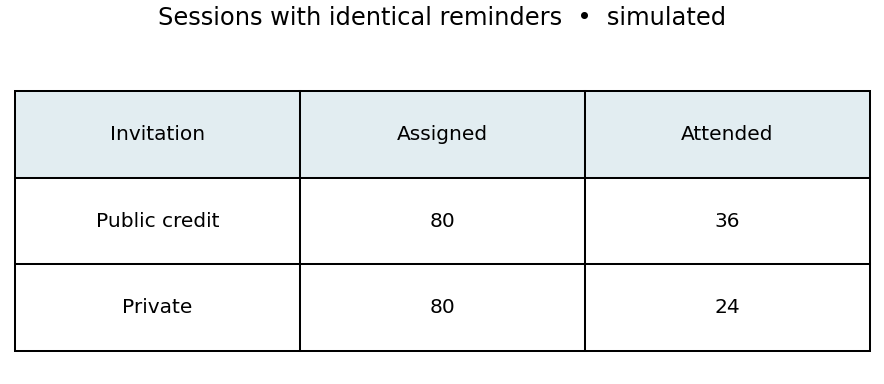 Sessions with identical reminders • simulated
Invitation Assigned Attended
Public credit 80 36
Private 80 24